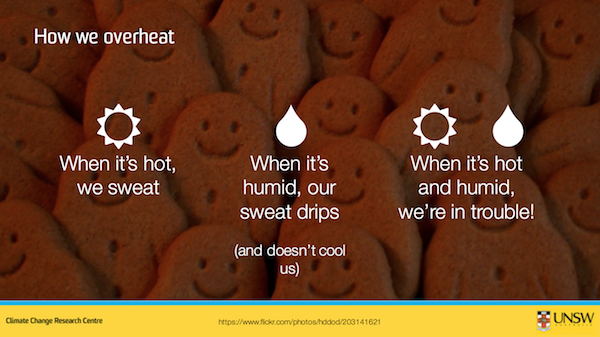 How we overheat
When it's hot,
we sweat
When it's
humid, our
sweat drips
(and doesn't cool
us)
When it's hot
and humid,
we're in trouble!
Climate Change Research Centre
https://www.flickr.com/photos/hddod/203141621
UNSW
AUSTRALIA